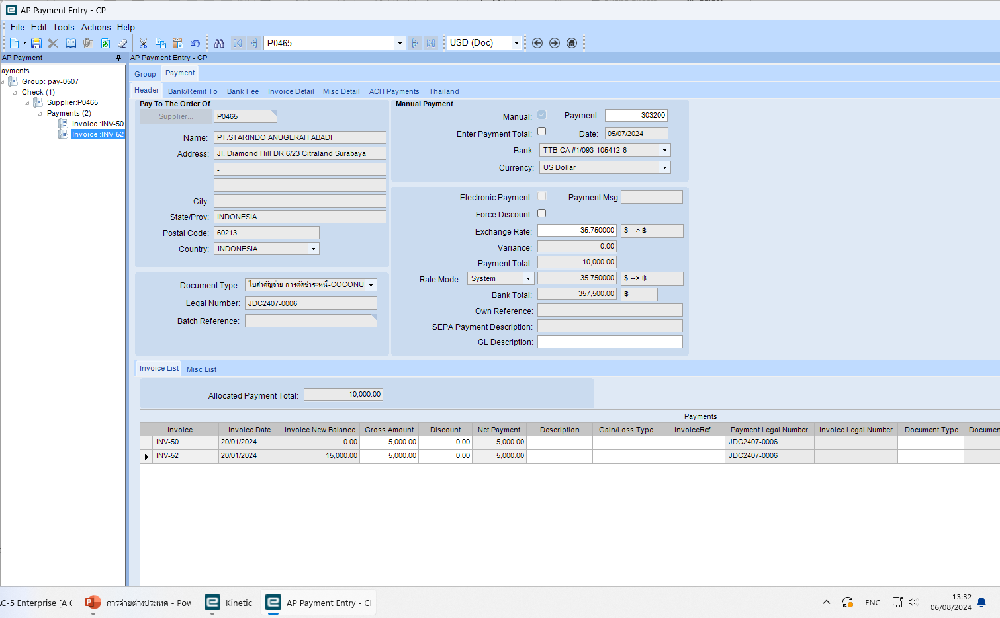 AP Payment Entry - CP
File Edit Tools Actions Help
P0465
USD (Doc)
AP Payment
AP Payment Entry - CP
ayments
Group: pay-0507
Check (1)
Supplier:P0465
Payments (2)
Invoice :INV-50
Invoice :INV-52
Group Payment
Header Bank/Remit To Bank Fee Invoice Detail Misc Detail ACH Payments Thailand
Pay To The Order Of
Supplier... P0465
Name: PT.STARINDO ANUGERAH ABADI
Address: Jl. Diamond Hill DR 6/23 Citraland Surabaya
-
City:
State/Prov: INDONESIA
Postal Code: 60213
Country: INDONESIA
Document Type: ใบสำคัญจ่าย การตัดชำระหนี้-COCONU
Legal Number: JDC2407-0006
Batch Reference:
Manual Payment
Manual: Payment: 303200
Enter Payment Total: Date: 05/07/2024
Bank: TTB-CA #1/093-105412-6
Currency: US Dollar
Electronic Payment: Payment Msg:
Force Discount:
Exchange Rate: 35.750000 $ --> ฿
Variance: 0.00
Payment Total: 10,000.00
Rate Mode: System 35.750000 $ --> ฿
Bank Total: 357,500.00 ฿
Own Reference:
SEPA Payment Description:
GL Description:
Invoice List Misc List
Allocated Payment Total: 10,000.00
Payments
Invoice Invoice Date Invoice New Balance Gross Amount Discount Net Payment Description Gain/Loss Type InvoiceRef Payment Legal Number Invoice Legal Number Document Type Documen
INV-50 20/01/2024 0.00 5,000.00 0.00 5,000.00 JDC2407-0006
INV-52 20/01/2024 15,000.00 5,000.00 0.00 5,000.00 JDC2407-0006
AC-5 Enterprise [A C
การจ่ายต่างประเทศ - Pow
Kinetic
AP Payment Entry - CI
ENG
13:32
06/08/2024